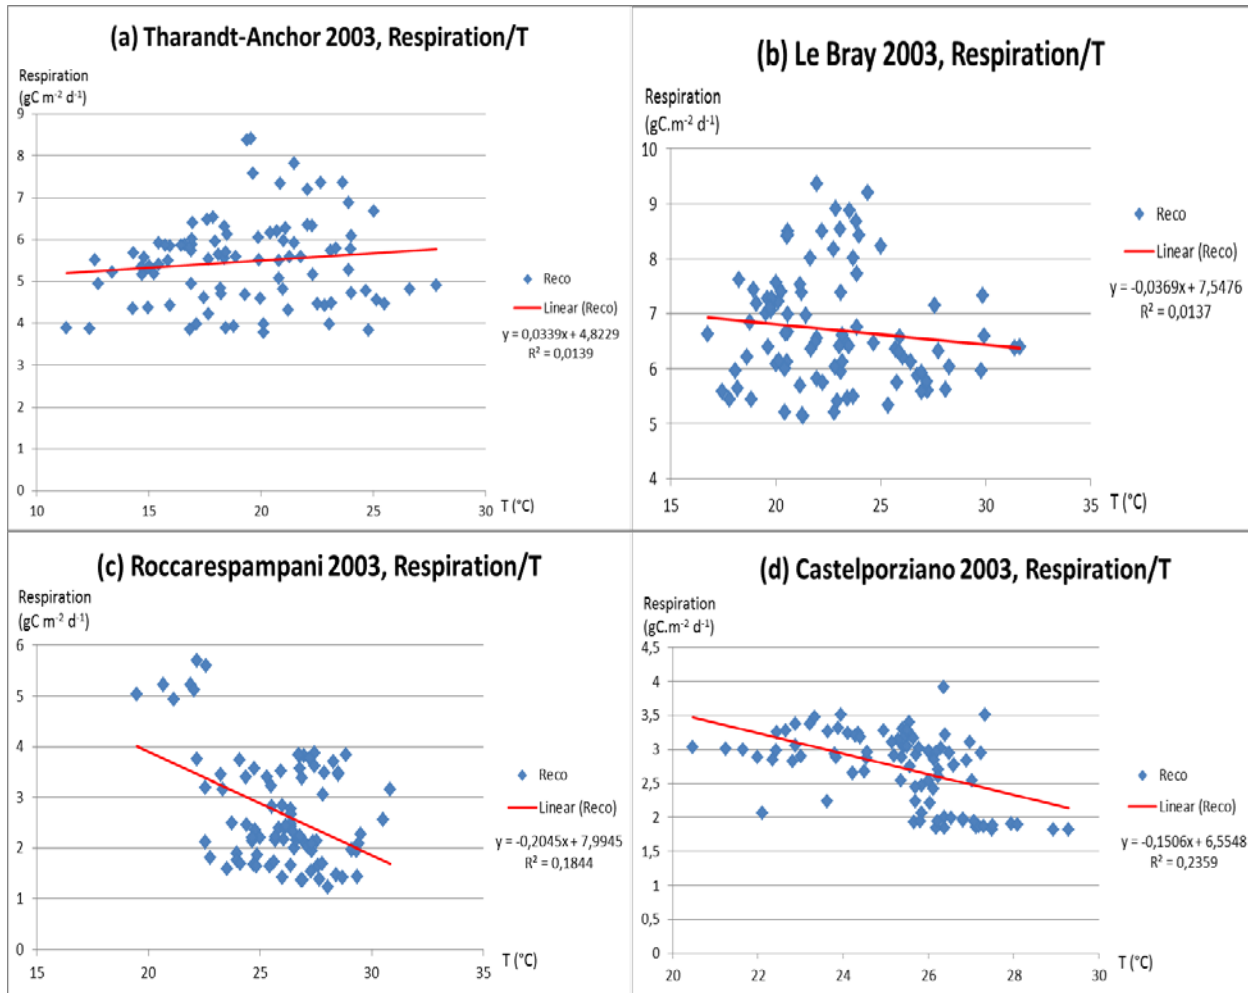 (a) Tharandt-Anchor 2003, Respiration/T
Respiration
(gC m⁻² d⁻¹)
9
8
7
6
5
4
3
2
1
0
10 15 20 25 30
T (°C)
Reco
Linear (Reco)
y = 0,0339x + 4,8229
R² = 0,0139
(b) Le Bray 2003, Respiration/T
Respiration
(gC.m⁻² d⁻¹)
10
9
8
7
6
5
4
15 20 25 30 35
T (°C)
Reco
Linear (Reco)
y = -0,0369x + 7,5476
R² = 0,0137
(c) Roccarespampani 2003, Respiration/T
Respiration
(gC m⁻² d⁻¹)
6
5
4
3
2
1
0
15 20 25 30 35
T (°C)
Reco
Linear (Reco)
y = -0,2045x + 7,9945
R² = 0,1844
(d) Castelporziano 2003, Respiration/T
Respiration
(gC.m⁻² d⁻¹)
4,5
4
3,5
3
2,5
2
1,5
1
0,5
0
20 22 24 26 28 30
T (°C)
Reco
Linear (Reco)
y = -0,1506x + 6,5548
R² = 0,2359